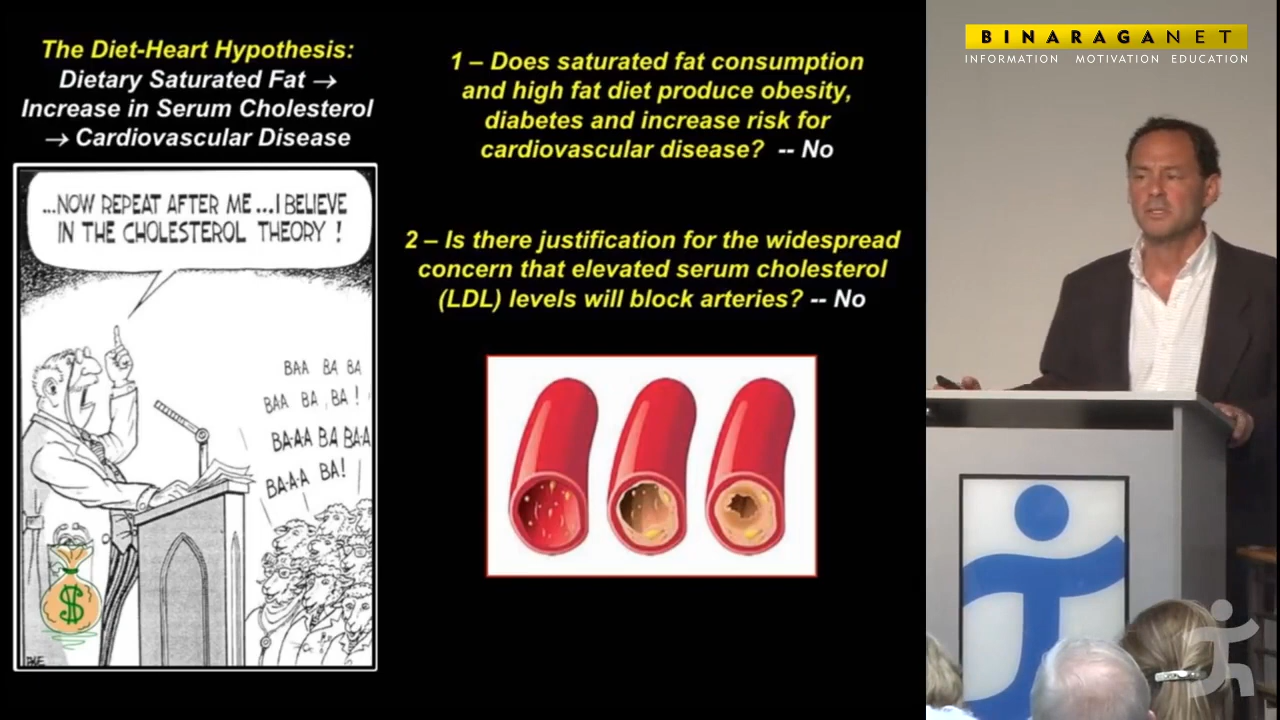 The Diet-Heart Hypothesis:
Dietary Saturated Fat →
Increase in Serum Cholesterol
→ Cardiovascular Disease
...NOW REPEAT AFTER ME...I BELIEVE
IN THE CHOLESTEROL THEORY !
BAA BA BA
BAA BA, BA !
BA-A-A BA BA-A
BA-A-A BA!
$
1 – Does saturated fat consumption
and high fat diet produce obesity,
diabetes and increase risk for
cardiovascular disease? -- No
2 – Is there justification for the widespread
concern that elevated serum cholesterol
(LDL) levels will block arteries? -- No
BINARAGANET
INFORMATION MOTIVATION EDUCATION